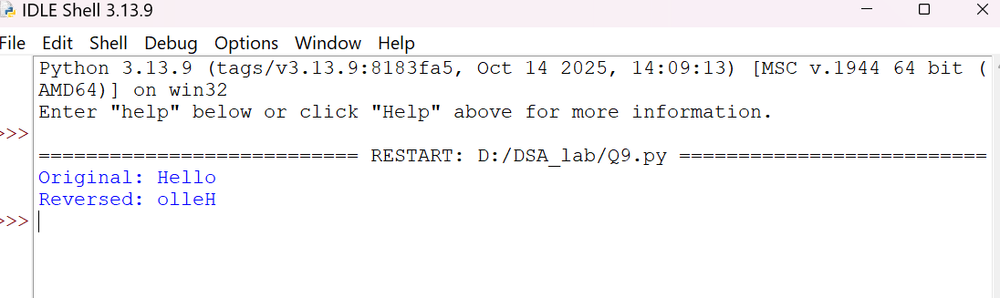 IDLE Shell 3.13.9
File Edit Shell Debug Options Window Help
Python 3.13.9 (tags/v3.13.9:8183fa5, Oct 14 2025, 14:09:13) [MSC v.1944 64 bit (
AMD64)] on win32
Enter "help" below or click "Help" above for more information.
>>>
=========================== RESTART: D:/DSA_lab/Q9.py ==========================
Original: Hello
Reversed: olleH
>>>